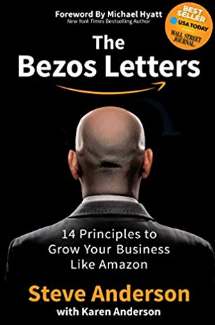 Foreword By Michael Hyatt
New York Times Bestselling Author
BEST
SELLER
USA TODAY
WALL STREET
JOURNAL
The
Bezos Letters
14 Principles to
Grow Your Business
Like Amazon
Steve Anderson
with Karen Anderson